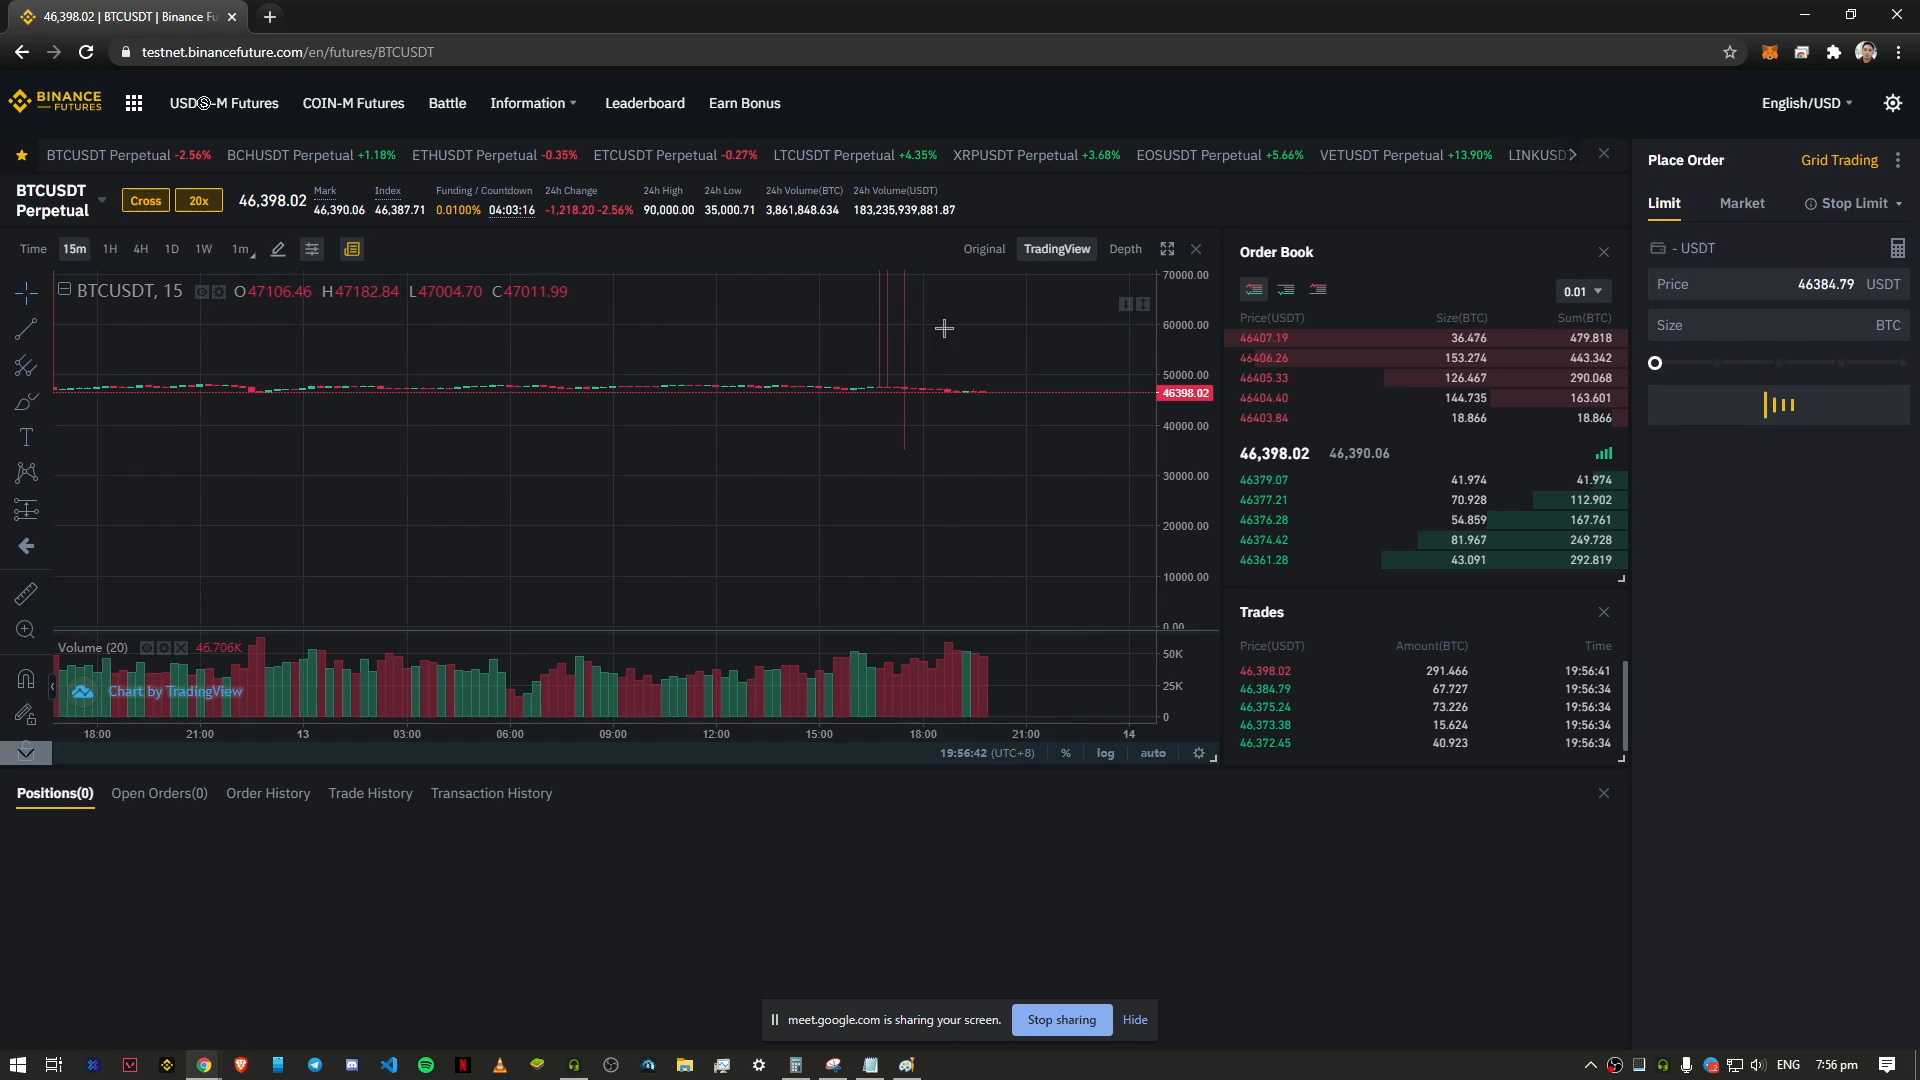 46,398.02 | BTCUSDT | Binance Fu
testnet.binancefuture.com/en/futures/BTCUSDT
BINANCE
FUTURES
USDⓈ-M Futures
COIN-M Futures
Battle
Information
Leaderboard
Earn Bonus
English/USD
BTCUSDT Perpetual -2.56%
BCHUSDT Perpetual +1.18%
ETHUSDT Perpetual -0.35%
ETCUSDT Perpetual -0.27%
LTCUSDT Perpetual +4.35%
XRPUSDT Perpetual +3.68%
EOSUSDT Perpetual +5.66%
VETUSDT Perpetual +13.90%
LINKUSD
BTCUSDT
Perpetual
Cross
20x
46,398.02
Mark
46,390.06
Index
46,387.71
Funding / Countdown
0.0100% 04:03:16
24h Change
-1,218.20 -2.56%
24h High
90,000.00
24h Low
35,000.71
24h Volume(BTC)
3,861,848.634
24h Volume(USDT)
183,235,939,881.87
Time 15m 1H 4H 1D 1W 1m
Original TradingView Depth
BTCUSDT, 15 O47106.46 H47182.84 L47004.70 C47011.99
70000.00
60000.00
50000.00
46398.02
40000.00
30000.00
20000.00
10000.00
0.00
Volume (20) 46.706K
Chart by TradingView
50K
25K
0
18:00 21:00 13 03:00 06:00 09:00 12:00 15:00 18:00 21:00 14
19:56:42 (UTC+8) % log auto
Order Book
0.01
Price(USDT) Size(BTC) Sum(BTC)
46407.19 36.476 479.818
46406.26 153.274 443.342
46405.33 126.467 290.068
46404.40 144.735 163.601
46403.84 18.866 18.866
46,398.02 46,390.06
46379.07 41.974 41.974
46377.21 70.928 112.902
46376.28 54.859 167.761
46374.42 81.967 249.728
46361.28 43.091 292.819
Trades
Price(USDT) Amount(BTC) Time
46,398.02 291.466 19:56:41
46,384.79 67.727 19:56:34
46,375.24 73.226 19:56:34
46,373.38 15.624 19:56:34
46,372.45 40.923 19:56:34
Place Order
Grid Trading
Limit Market Stop Limit
- USDT
Price 46384.79 USDT
Size BTC
Positions(0) Open Orders(0) Order History Trade History Transaction History
meet.google.com is sharing your screen. Stop sharing Hide
ENG 7:56 pm